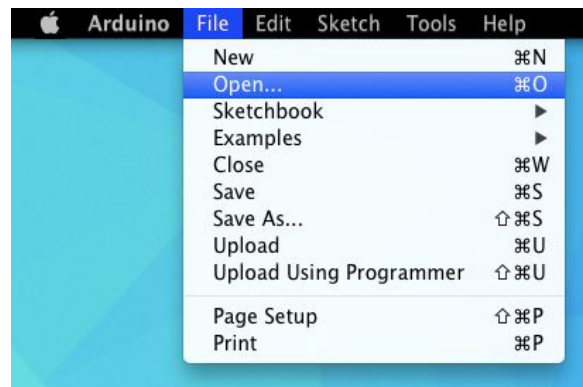 Arduino File Edit Sketch Tools Help
New ⌘N
Open... ⌘O
Sketchbook ▶
Examples ▶
Close ⌘W
Save ⌘S
Save As... ⇧⌘S
Upload ⌘U
Upload Using Programmer ⇧⌘U
Page Setup ⇧⌘P
Print ⌘P